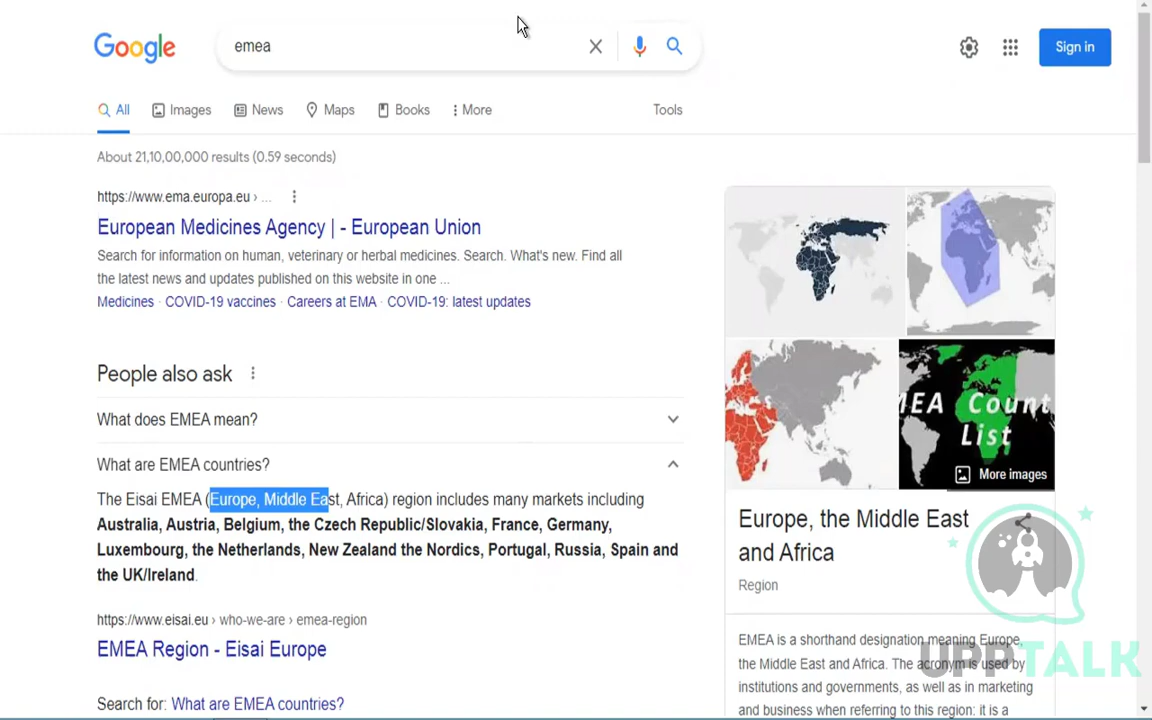 Google
emea
Sign in
All
Images
News
Maps
Books
More
Tools
About 21,10,00,000 results (0.59 seconds)
https://www.ema.europa.eu › ...
European Medicines Agency | - European Union
Search for information on human, veterinary or herbal medicines. Search. What's new. Find all
the latest news and updates published on this website in one ...
Medicines · COVID-19 vaccines · Careers at EMA · COVID-19: latest updates
People also ask
What does EMEA mean?
What are EMEA countries?
The Eisai EMEA (Europe, Middle East, Africa) region includes many markets including
Australia, Austria, Belgium, the Czech Republic/Slovakia, France, Germany,
Luxembourg, the Netherlands, New Zealand the Nordics, Portugal, Russia, Spain and
the UK/Ireland.
https://www.eisai.eu › who-we-are › emea-region
EMEA Region - Eisai Europe
Search for: What are EMEA countries?
MEA Count
List
More images
Europe, the Middle East
and Africa
Region
EMEA is a shorthand designation meaning Europe,
the Middle East and Africa. The acronym is used by
institutions and governments, as well as in marketing
and business when referring to this region: it is a
UPPTALK